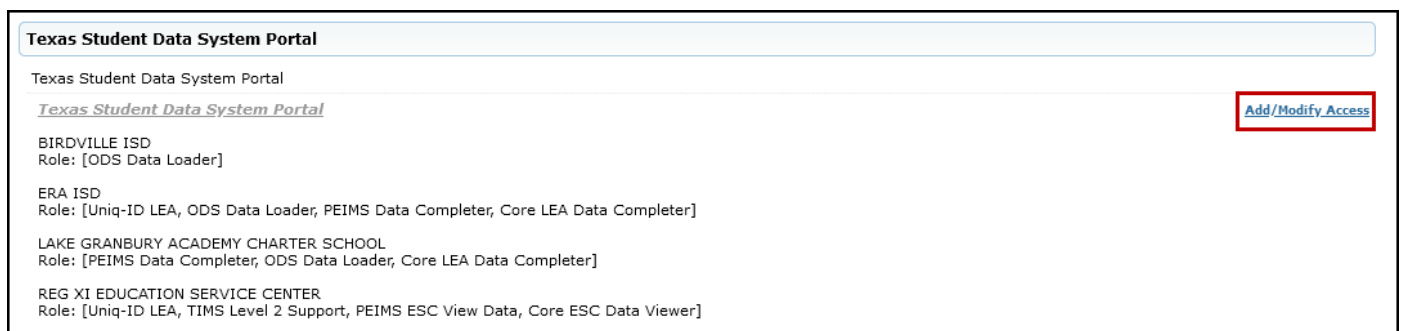 Texas Student Data System Portal
Texas Student Data System Portal
Texas Student Data System Portal
Add/Modify Access
BIRDVILLE ISD
Role: [ODS Data Loader]
ERA ISD
Role: [Uniq-ID LEA, ODS Data Loader, PEIMS Data Completer, Core LEA Data Completer]
LAKE GRANBURY ACADEMY CHARTER SCHOOL
Role: [PEIMS Data Completer, ODS Data Loader, Core LEA Data Completer]
REG XI EDUCATION SERVICE CENTER
Role: [Uniq-ID LEA, TIMS Level 2 Support, PEIMS ESC View Data, Core ESC Data Viewer]